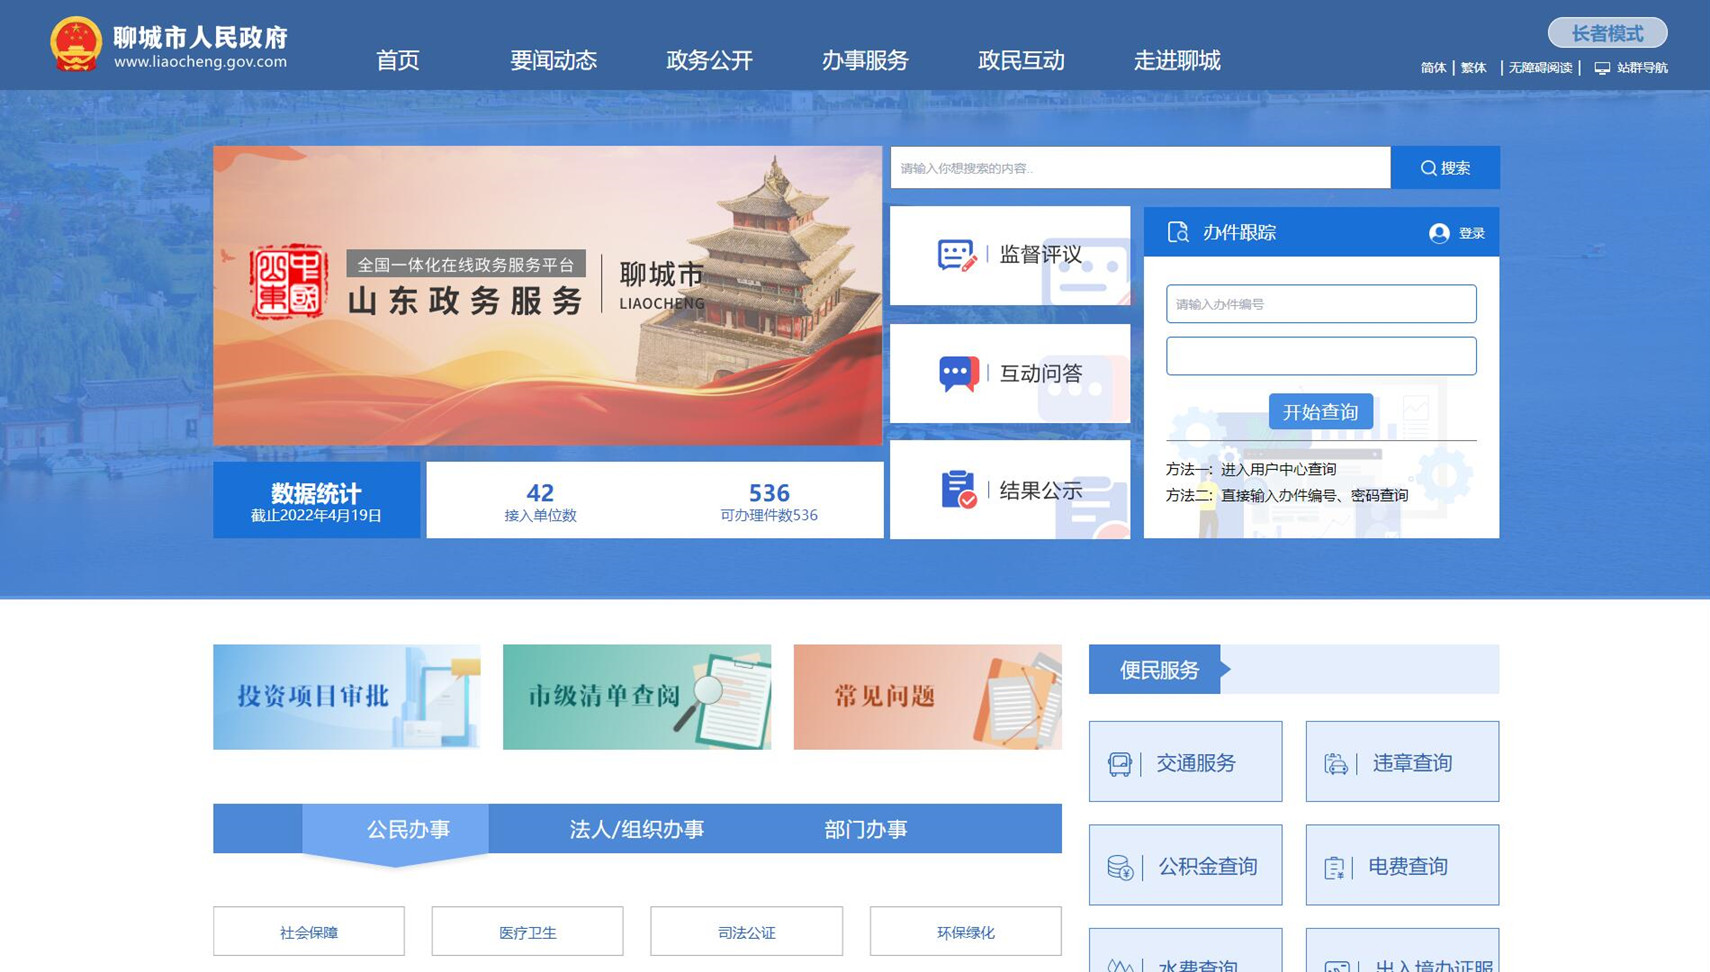 聊城市人民政府
www.liaocheng.gov.com
首页
要闻动态
政务公开
办事服务
政民互动
走进聊城
长者模式
简体 | 繁体 | 无障碍阅读 | 站群导航
中國
山東
全国一体化在线政务服务平台
山东政务服务
聊城市
LIAOCHENG
请输入你想搜索的内容..
搜索
监督评议
互动问答
结果公示
办件跟踪
登录
请输入办件编号
开始查询
方法一：进入用户中心查询
方法二：直接输入办件编号、密码查询
数据统计
截止2022年4月19日
42
接入单位数
536
可办理件数536
投资项目审批
市级清单查阅
常见问题
便民服务
交通服务
违章查询
公积金查询
电费查询
水费查询
出入境办证服
公民办事
法人/组织办事
部门办事
社会保障
医疗卫生
司法公证
环保绿化